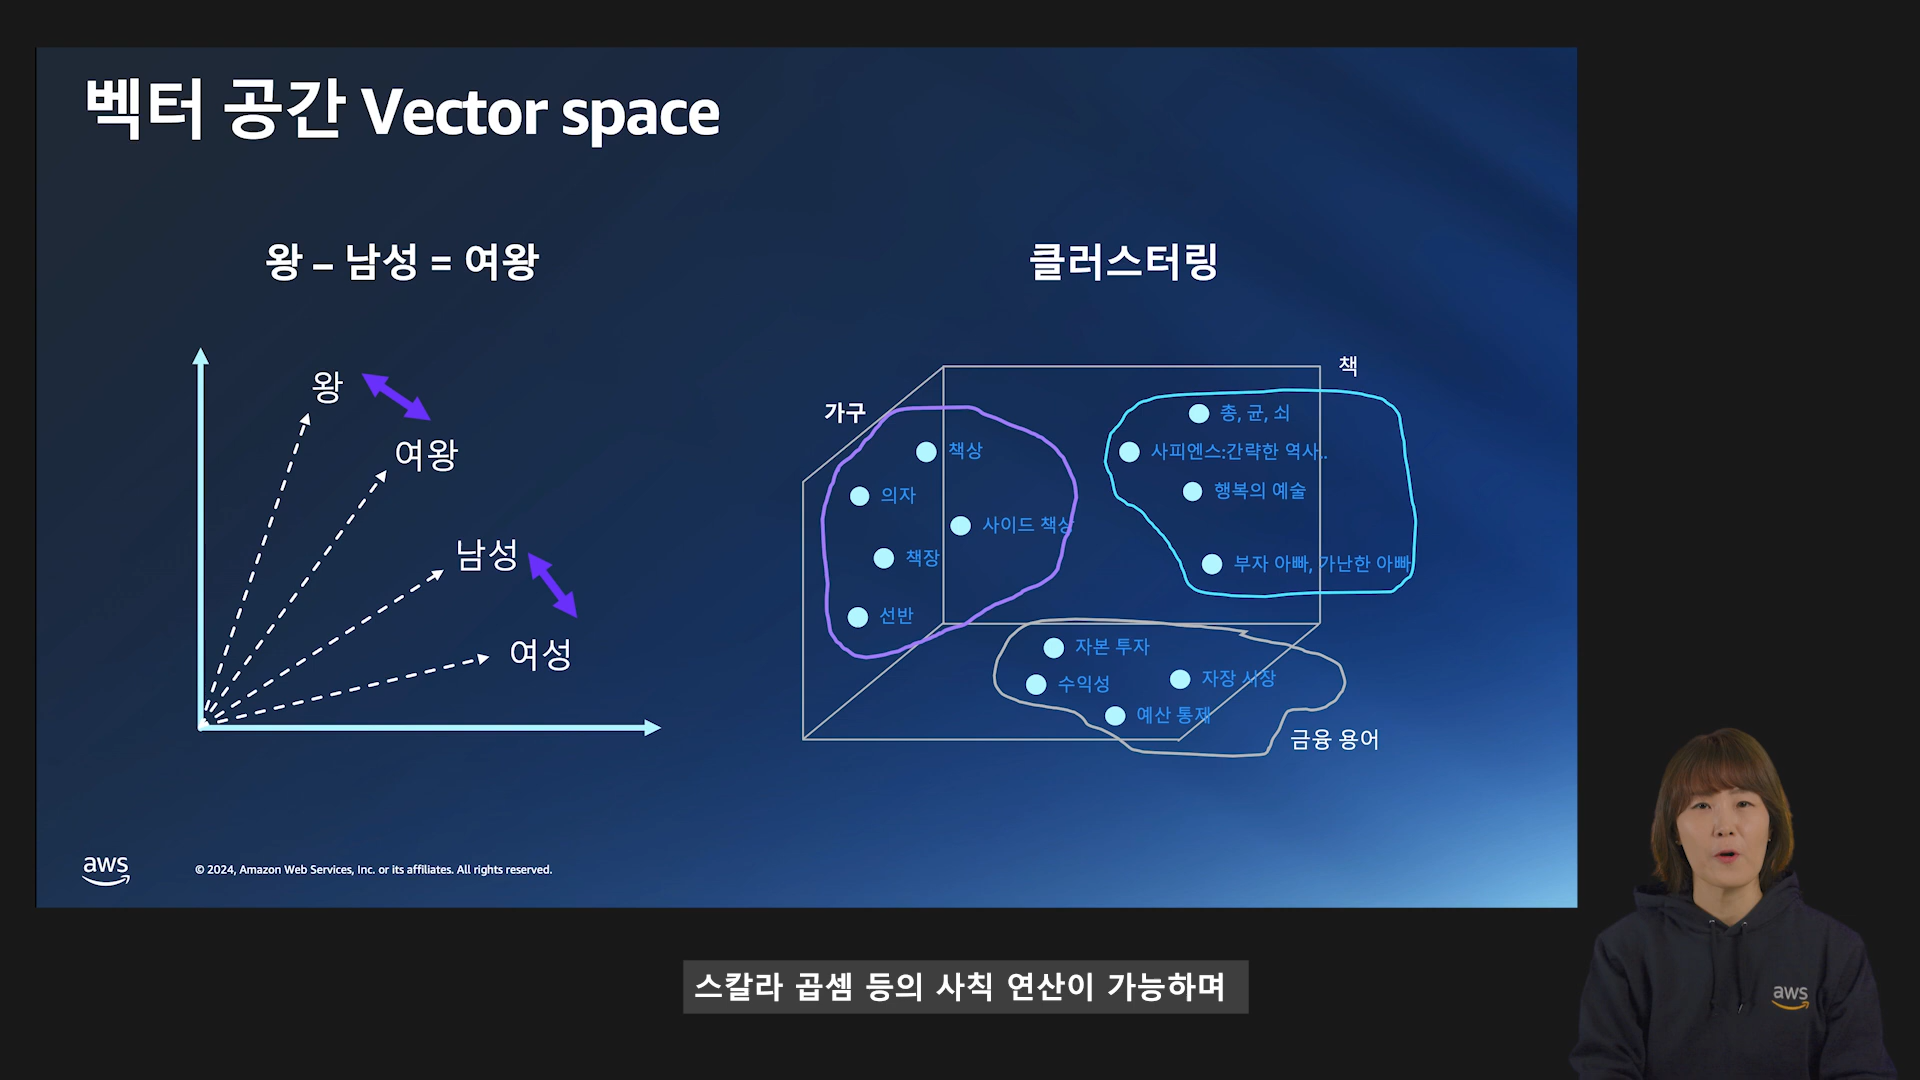 벡터 공간 Vector space
왕 – 남성 = 여왕
왕
여왕
남성
여성
클러스터링
가구
책상
의자
사이드 책상
책장
선반
책
총, 균, 쇠
사피엔스:간략한 역사..
행복의 예술
부자 아빠, 가난한 아빠
자본 투자
수익성
자장 시장
예산 통제
금융 용어
aws
© 2024, Amazon Web Services, Inc. or its affiliates. All rights reserved.
aws
스칼라 곱셈 등의 사칙 연산이 가능하며